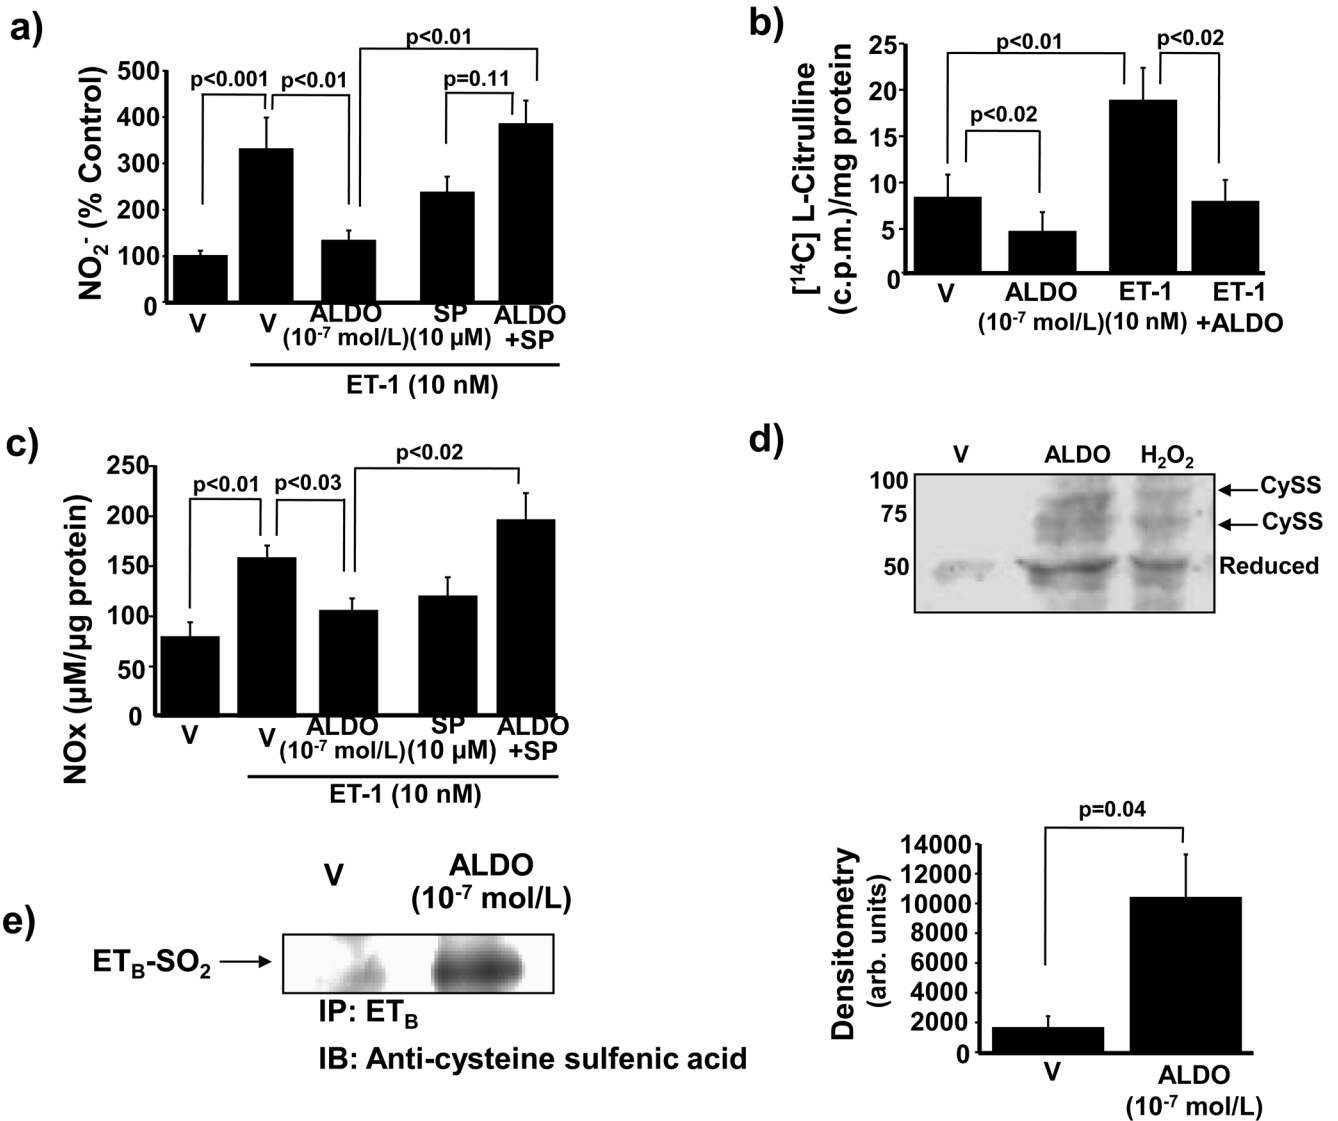 a)
NO2- (% Control)
500
400
300
200
100
0
p<0.001
p<0.01
p<0.01
p=0.11
V
V
ALDO
(10-7 mol/L)
SP
(10 µM)
ALDO
+SP
ET-1 (10 nM)
b)
[14C] L-Citrulline
(c.p.m.)/mg protein
25
20
15
10
5
0
p<0.01
p<0.02
p<0.02
V
ALDO
(10-7 mol/L)
ET-1
(10 nM)
ET-1
+ALDO
c)
NOx (µM/µg protein)
250
200
150
100
50
0
p<0.01
p<0.03
p<0.02
V
V
ALDO
(10-7 mol/L)
SP
(10 µM)
ALDO
+SP
ET-1 (10 nM)
d)
V
ALDO
H2O2
100
75
50
CySS
CySS
Reduced
e)
V
ALDO
(10-7 mol/L)
ETB-SO2
IP: ETB
IB: Anti-cysteine sulfenic acid
Densitometry
(arb. units)
14000
12000
10000
8000
6000
4000
2000
0
p=0.04
V
ALDO
(10-7 mol/L)